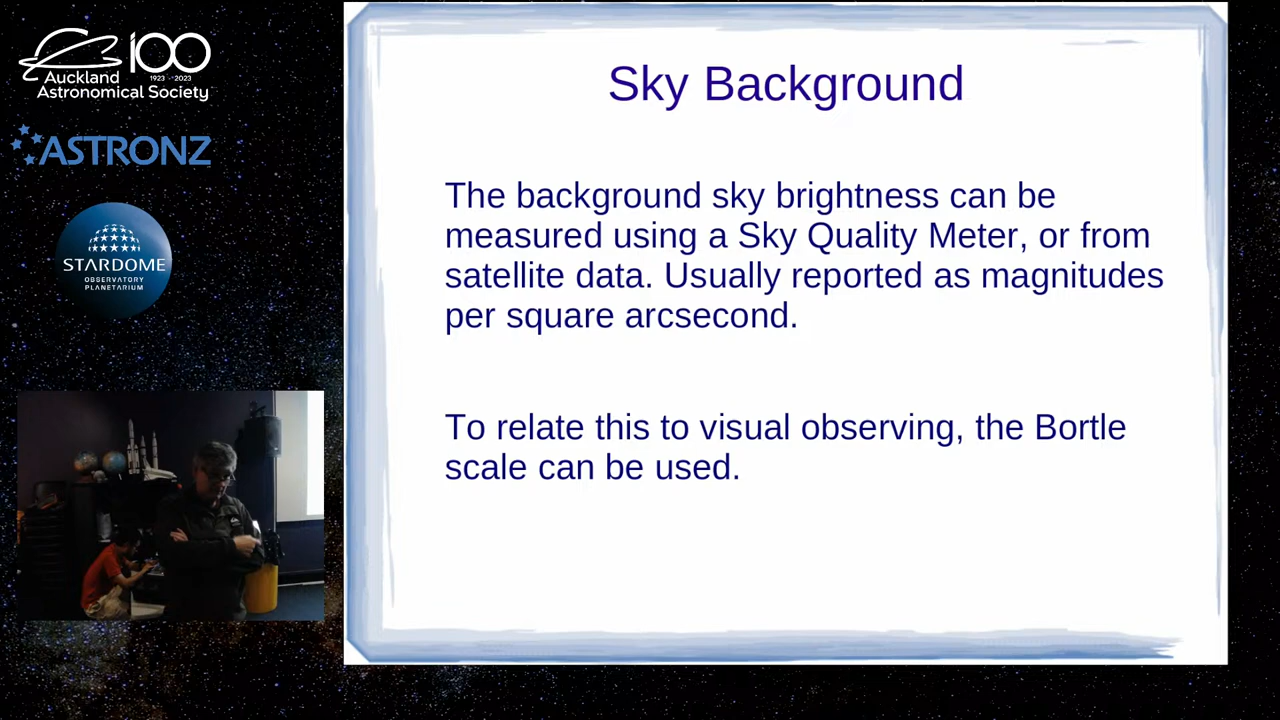 100
1923 - 2023
Auckland
Astronomical Society
ASTRONZ
STARDOME
OBSERVATORY
PLANETARIUM
Sky Background
The background sky brightness can be
measured using a Sky Quality Meter, or from
satellite data. Usually reported as magnitudes
per square arcsecond.
To relate this to visual observing, the Bortle
scale can be used.